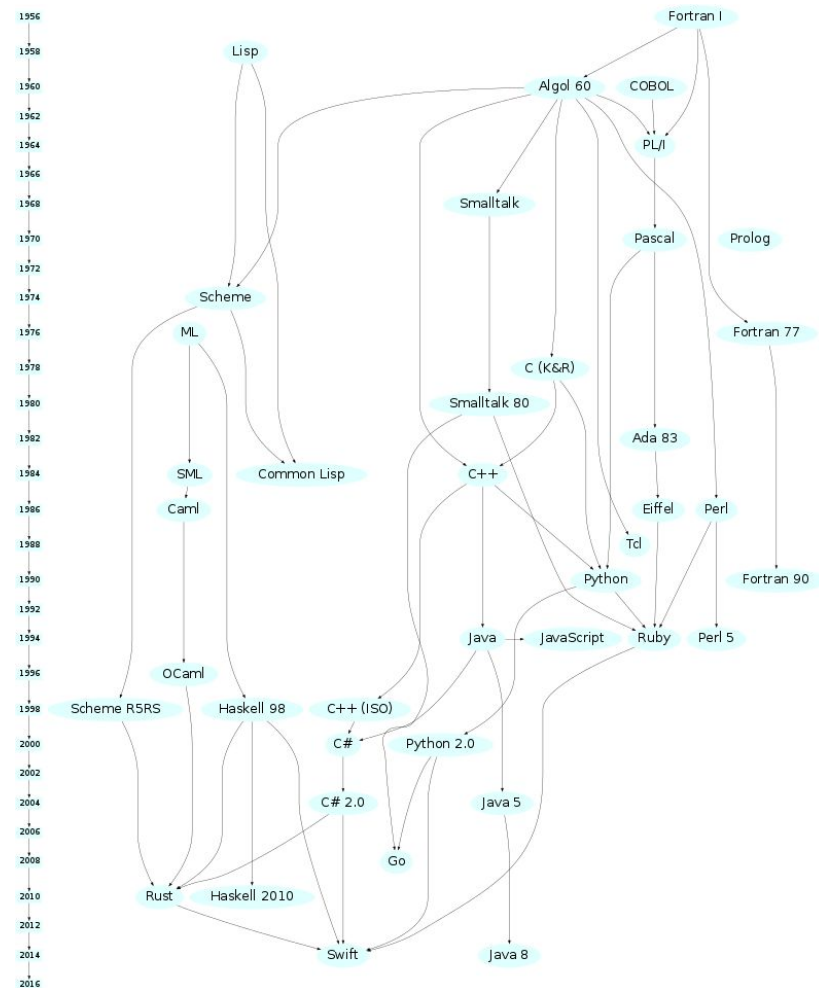 1956
Fortran I
1958
Lisp
1960
Algol 60
COBOL
1962
1964
PL/I
1966
1968
Smalltalk
1970
Pascal
Prolog
1972
1974
Scheme
1976
ML
Fortran 77
1978
C (K&R)
1980
Smalltalk 80
1982
Ada 83
1984
SML
Common Lisp
C++
1986
Caml
Eiffel
Perl
1988
Tcl
1990
Python
Fortran 90
1992
1994
Java
JavaScript
Ruby
Perl 5
1996
OCaml
1998
Scheme R5RS
Haskell 98
C++ (ISO)
2000
C#
Python 2.0
2002
2004
C# 2.0
Java 5
2006
2008
Go
2010
Rust
Haskell 2010
2012
2014
Swift
Java 8
2016